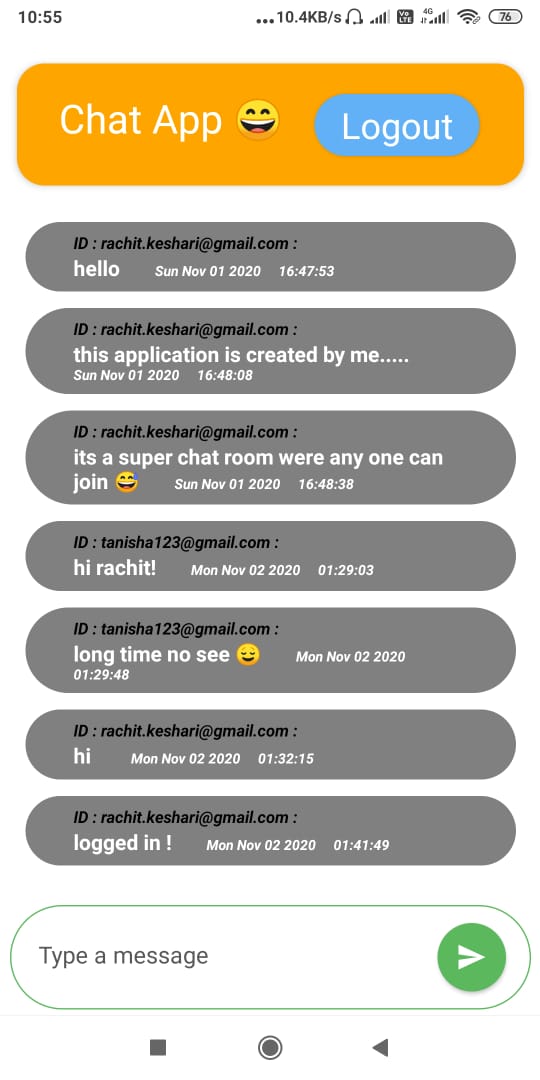 10:55 ...10.4KB/s Vo LTE 4G 76
Chat App 😄 Logout
ID : rachit.keshari@gmail.com :
hello Sun Nov 01 2020 16:47:53
ID : rachit.keshari@gmail.com :
this application is created by me.....
Sun Nov 01 2020 16:48:08
ID : rachit.keshari@gmail.com :
its a super chat room were any one can
join 😅 Sun Nov 01 2020 16:48:38
ID : tanisha123@gmail.com :
hi rachit! Mon Nov 02 2020 01:29:03
ID : tanisha123@gmail.com :
long time no see 😌 Mon Nov 02 2020
01:29:48
ID : rachit.keshari@gmail.com :
hi Mon Nov 02 2020 01:32:15
ID : rachit.keshari@gmail.com :
logged in ! Mon Nov 02 2020 01:41:49
Type a message